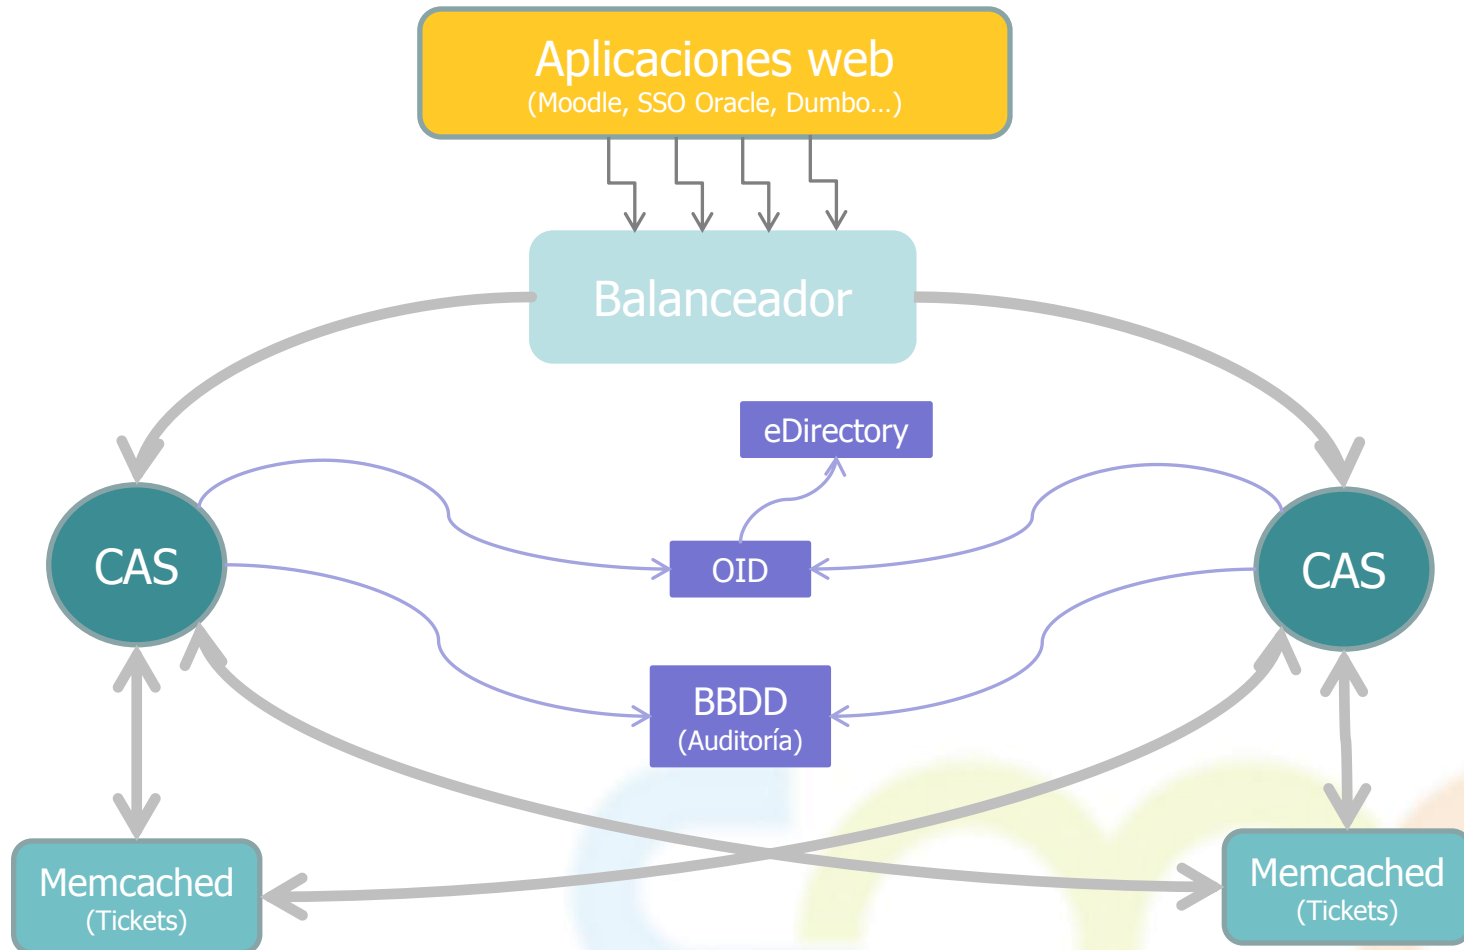 Aplicaciones web
(Moodle, SSO Oracle, Dumbo...)
Balanceador
eDirectory
CAS
OID
CAS
BBDD
(Auditoría)
Memcached
(Tickets)
Memcached
(Tickets)